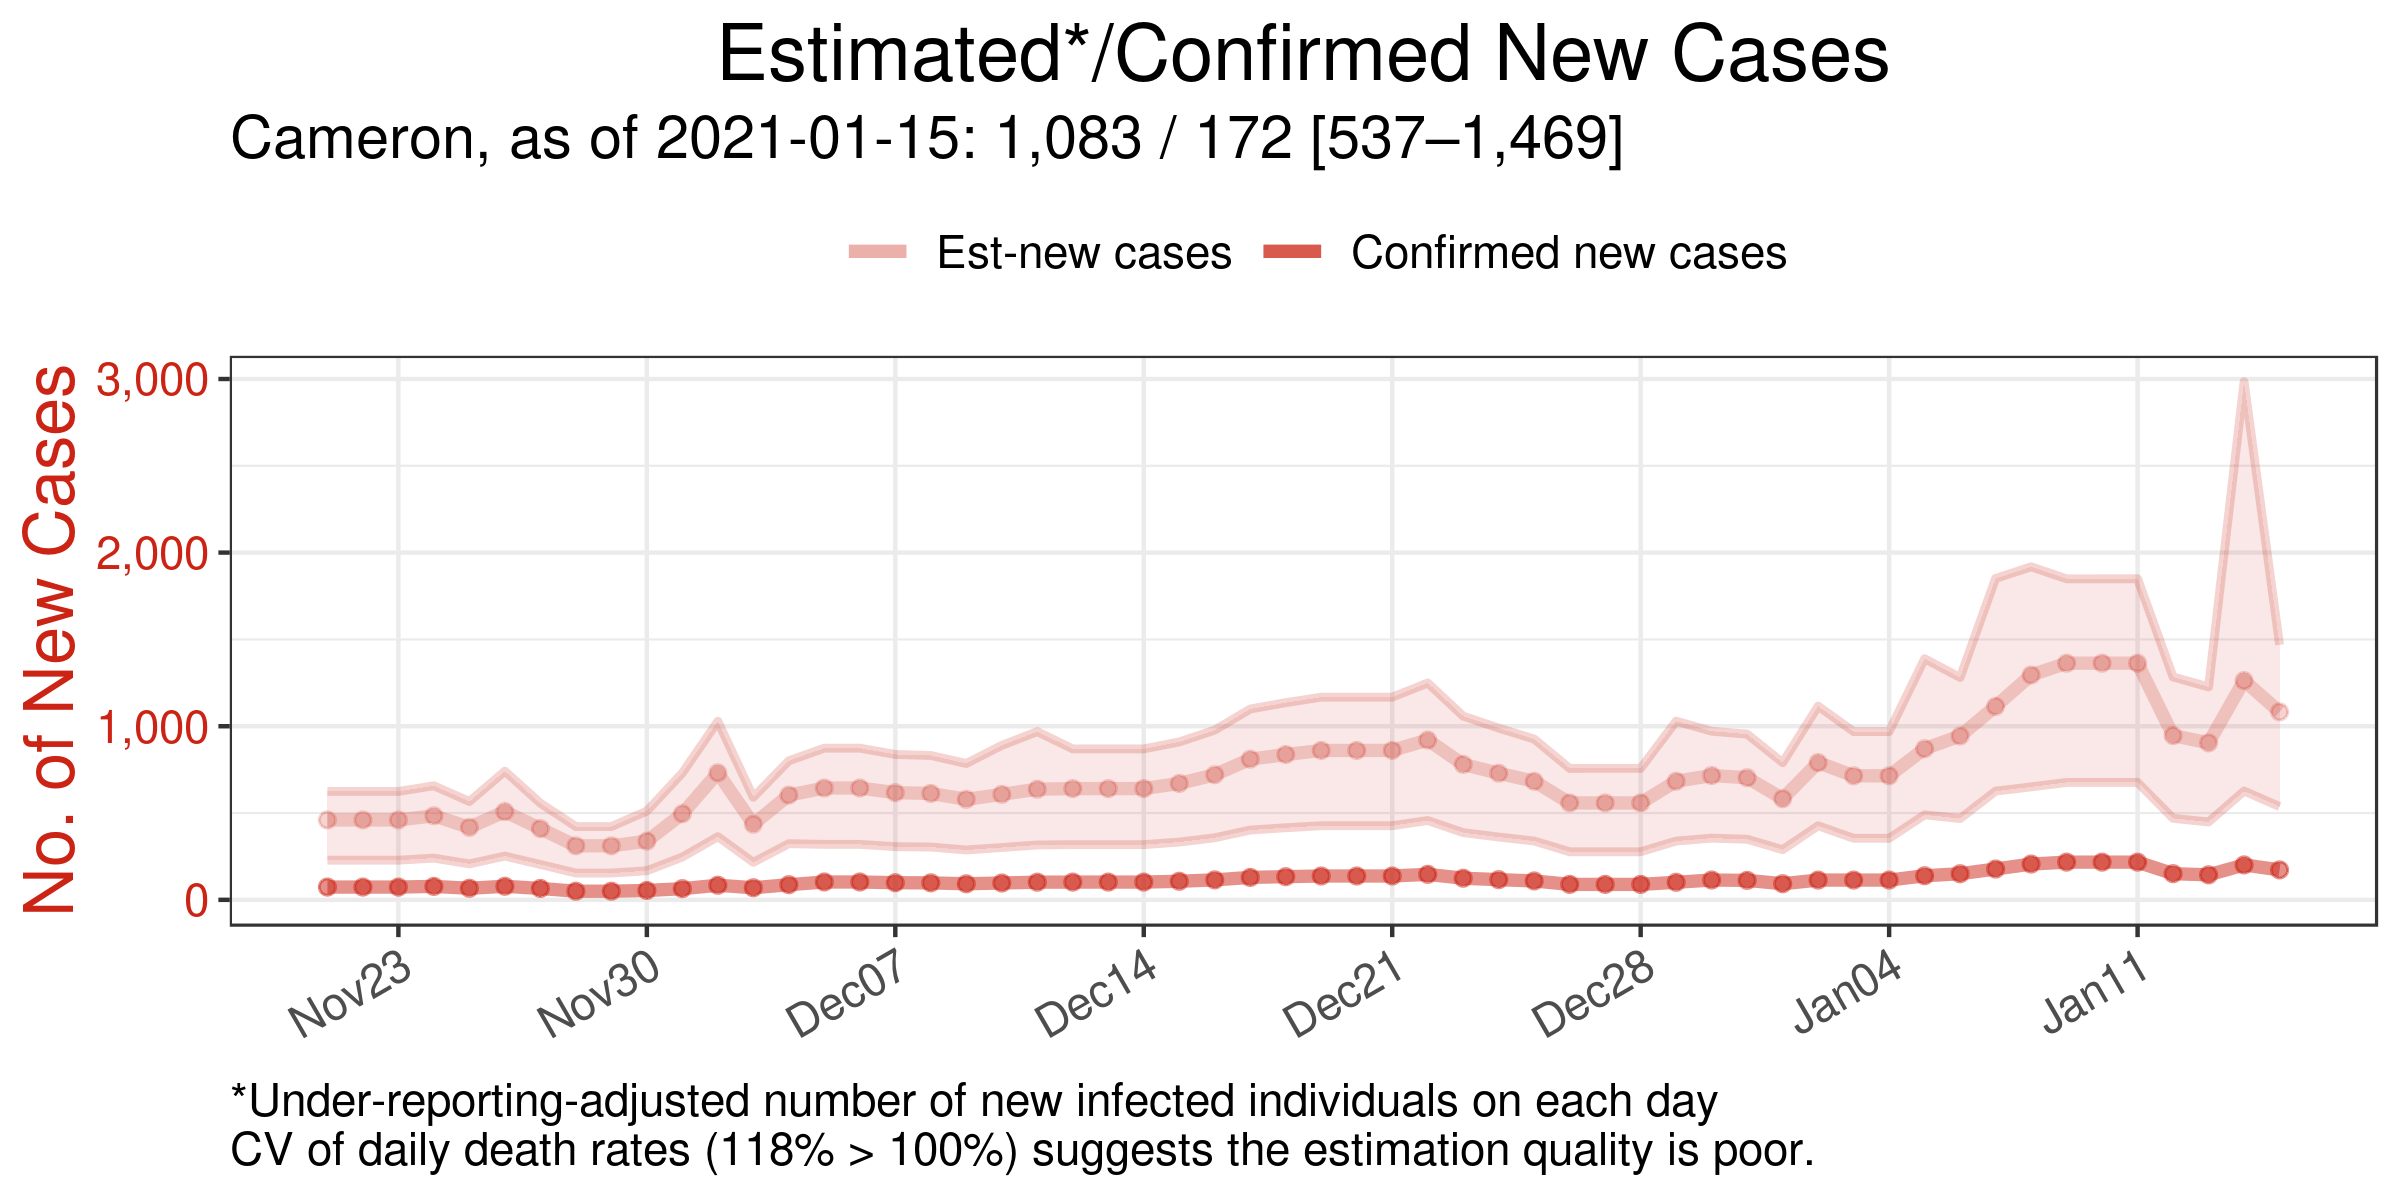 Estimated*/Confirmed New Cases
Cameron, as of 2021-01-15: 1,083 / 172 [537–1,469]
Est-new cases
Confirmed new cases
No. of New Cases
3,000
2,000
1,000
0
Nov23
Nov30
Dec07
Dec14
Dec21
Dec28
Jan04
Jan11
*Under-reporting-adjusted number of new infected individuals on each day
CV of daily death rates (118% > 100%) suggests the estimation quality is poor.